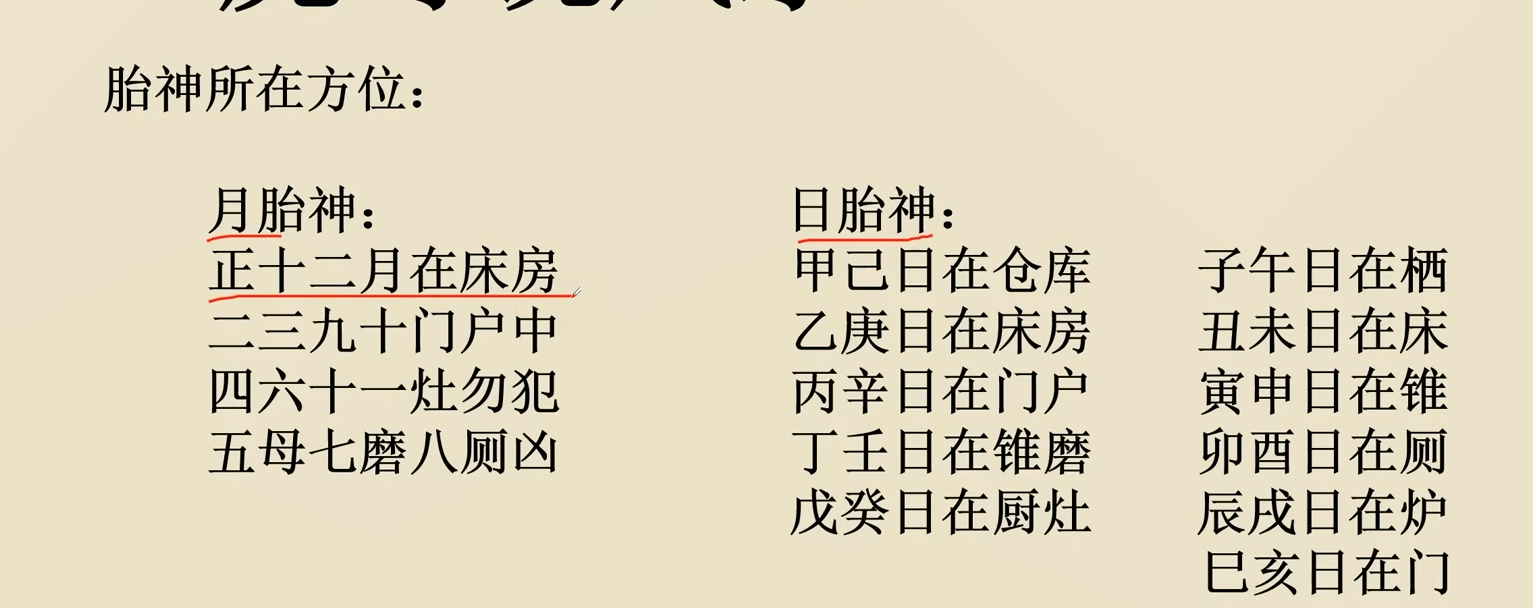 胎神所在方位：
月胎神：
正十二月在床房
二三九十门户中
四六十一灶勿犯
五母七磨八厕凶
日胎神：
甲己日在仓库
乙庚日在床房
丙辛日在门户
丁壬日在锥磨
戊癸日在厨灶
子午日在栖
丑未日在床
寅申日在锥
卯酉日在厕
辰戌日在炉
巳亥日在门